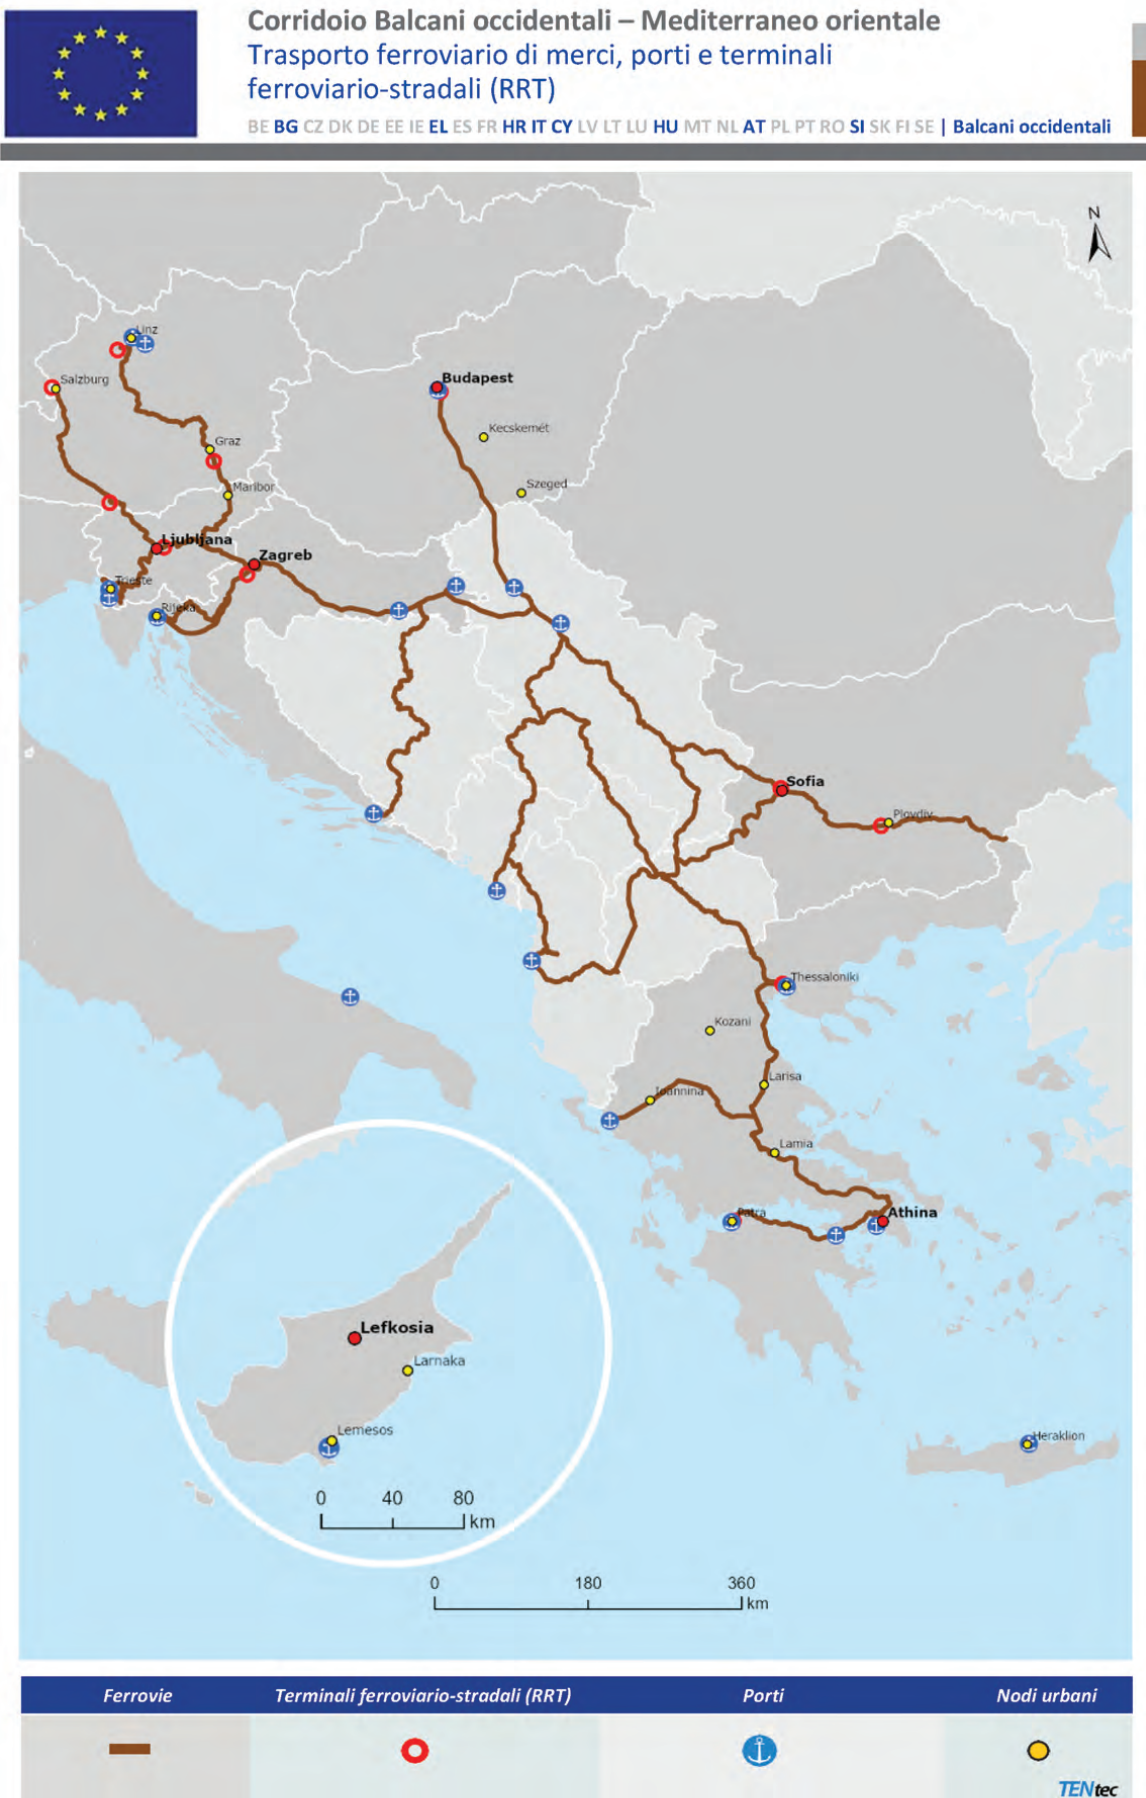 Corridoio Balcani occidentali – Mediterraneo orientale
Trasporto ferroviario di merci, porti e terminali
ferroviario-stradali (RRT)
BE BG CZ DK DE EE IE EL ES FR HR IT CY LV LT LU HU MT NL AT PL PT RO SI SK FI SE | Balcani occidentali
N
Linz
Salzburg
Budapest
Kecskemét
Graz
Szeged
Maribor
Ljubljana
Zagreb
Trieste
Rijeka
Sofia
Plovdiv
Thessaloniki
Kozani
Larisa
Ioannina
Lamia
Patra
Athina
Lefkosia
Larnaka
Lemesos
Heraklion
0 40 80
km
0 180 360
km
Ferrovie Terminali ferroviario-stradali (RRT) Porti Nodi urbani
TENtec